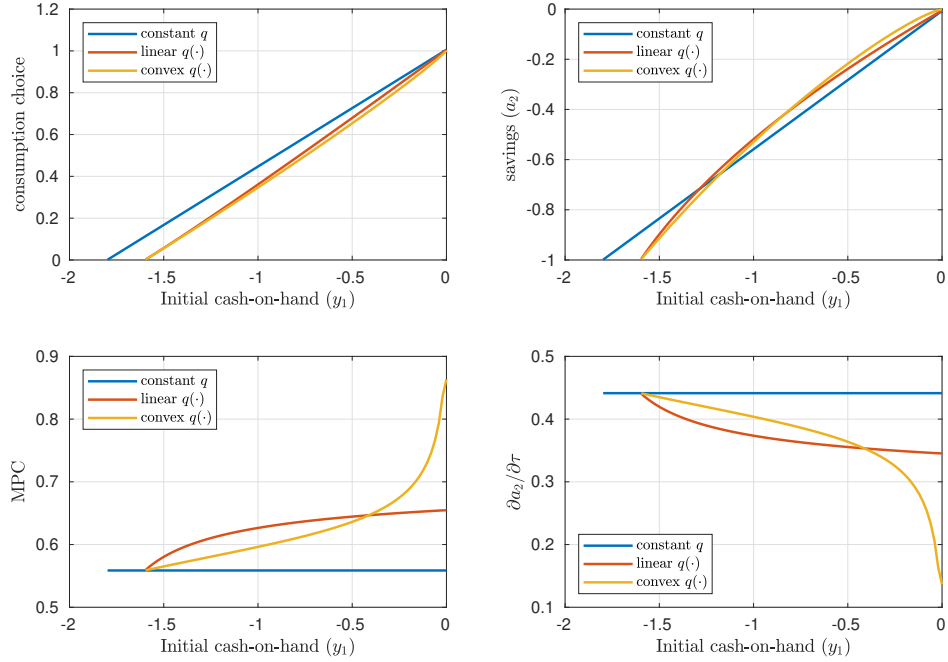 constant q
linear q(·)
convex q(·)
consumption choice
1.2
1
0.8
0.6
0.4
0.2
0
-2
-1.5
-1
-0.5
0
Initial cash-on-hand (y₁)
constant q
linear q(·)
convex q(·)
savings (a₂)
0
-0.2
-0.4
-0.6
-0.8
-1
-2
-1.5
-1
-0.5
0
Initial cash-on-hand (y₁)
constant q
linear q(·)
convex q(·)
MPC
0.9
0.8
0.7
0.6
0.5
-2
-1.5
-1
-0.5
0
Initial cash-on-hand (y₁)
constant q
linear q(·)
convex q(·)
∂a₂/∂τ
0.5
0.4
0.3
0.2
0.1
-2
-1.5
-1
-0.5
0
Initial cash-on-hand (y₁)